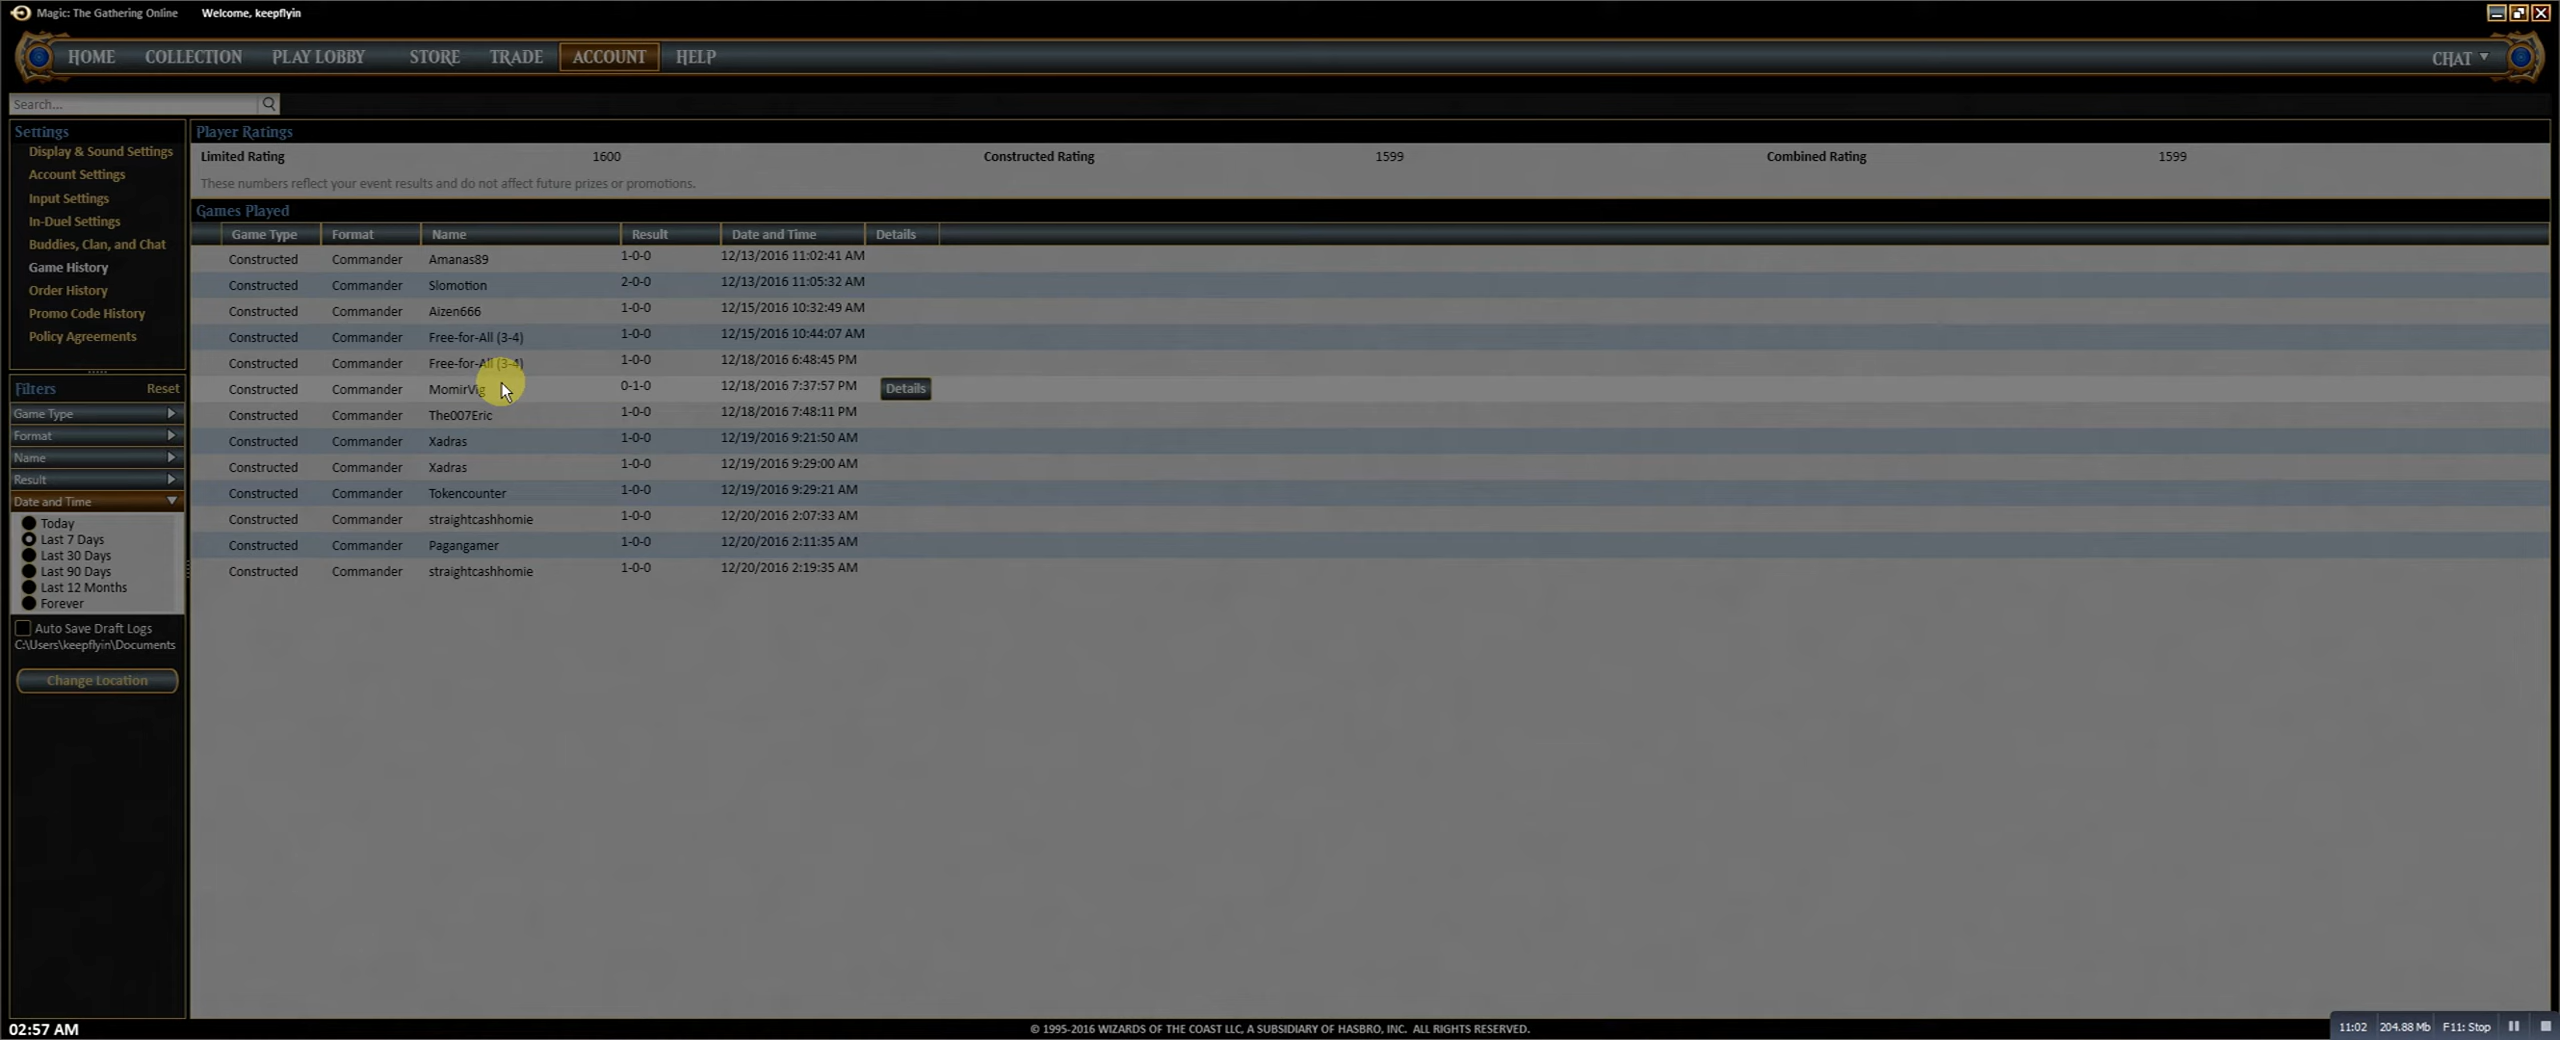 Magic: The Gathering Online Welcome, keepflyin
HOME COLLECTION PLAY LOBBY STORE TRADE ACCOUNT HELP CHAT
Search...
Settings
Display & Sound Settings
Account Settings
Input Settings
In-Duel Settings
Buddies, Clan, and Chat
Game History
Order History
Promo Code History
Policy Agreements
Filters Reset
Game Type
Format
Name
Result
Date and Time
Today
Last 7 Days
Last 30 Days
Last 90 Days
Last 12 Months
Forever
Auto Save Draft Logs
C:\Users\keepflyin\Documents
Change Location
Player Ratings
Limited Rating 1600 Constructed Rating 1599 Combined Rating 1599
These numbers reflect your event results and do not affect future prizes or promotions.
Games Played
Game Type Format Name Result Date and Time Details
Constructed Commander Amanas89 1-0-0 12/13/2016 11:02:41 AM
Constructed Commander Slomotion 2-0-0 12/13/2016 11:05:32 AM
Constructed Commander Aizen666 1-0-0 12/15/2016 10:32:49 AM
Constructed Commander Free-for-All (3-4) 1-0-0 12/15/2016 10:44:07 AM
Constructed Commander Free-for-All (3-4) 1-0-0 12/18/2016 6:48:45 PM
Constructed Commander MomirVig 0-1-0 12/18/2016 7:37:57 PM Details
Constructed Commander The007Eric 1-0-0 12/18/2016 7:48:11 PM
Constructed Commander Xadras 1-0-0 12/19/2016 9:21:50 AM
Constructed Commander Xadras 1-0-0 12/19/2016 9:29:00 AM
Constructed Commander Tokencounter 1-0-0 12/19/2016 9:29:21 AM
Constructed Commander straightcashhomie 1-0-0 12/20/2016 2:07:33 AM
Constructed Commander Pagangamer 1-0-0 12/20/2016 2:11:35 AM
Constructed Commander straightcashhomie 1-0-0 12/20/2016 2:19:35 AM
02:57 AM
© 1995-2016 WIZARDS OF THE COAST LLC, A SUBSIDIARY OF HASBRO, INC. ALL RIGHTS RESERVED.
11:02 204.88 Mb F11: Stop